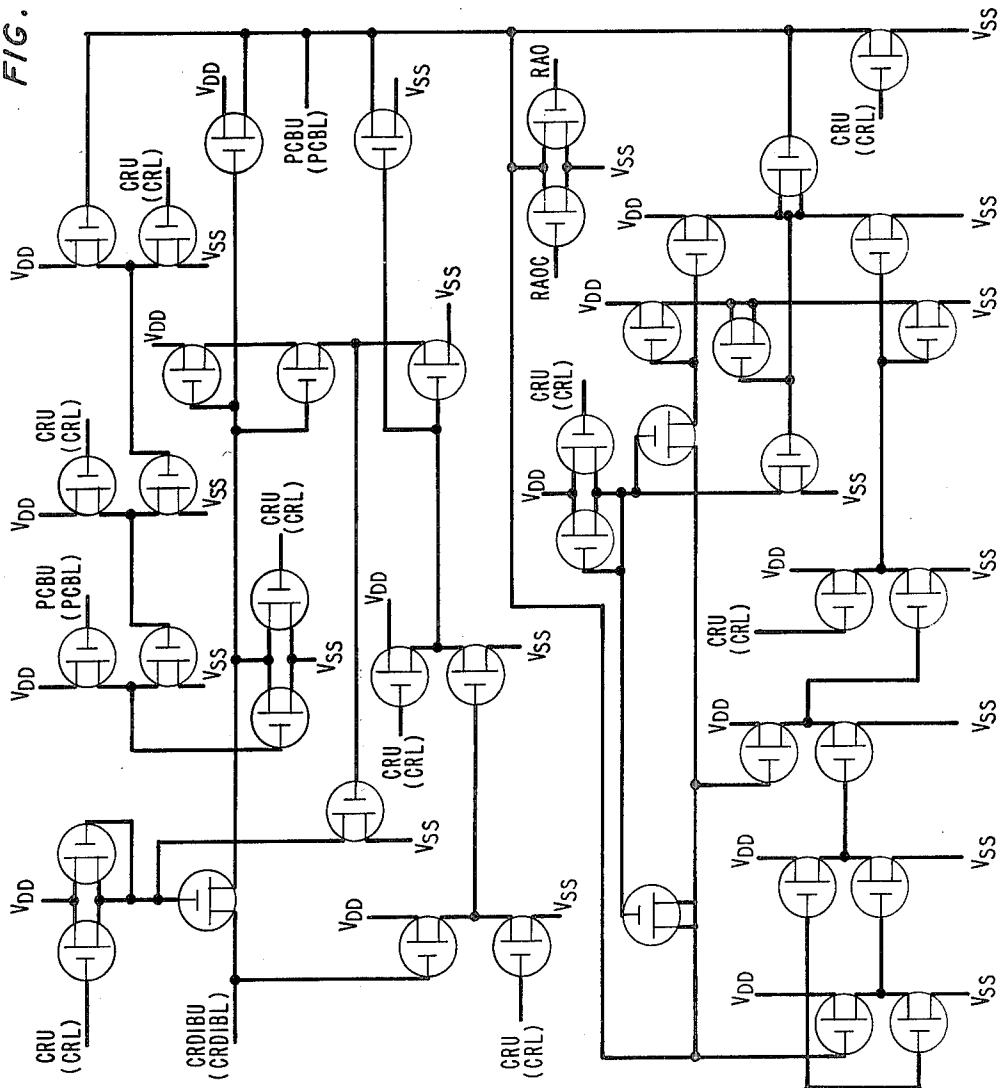 FIG.
VDD
CRU
(CRL)
VSS
VDD
PCBU
(PCBL)
VSS
VDD
CRU
(CRL)
VSS
VDD
PCBU
(PCBL)
VSS
CRU
(CRL)
VSS
VDD
CRU
(CRL)
CRDIBU
(CRDIBL)
VDD
VSS
VDD
CRU
(CRL)
VSS
VSS
VDD
CRU
(CRL)
VSS
RAO
RAOC
VSS
CRU
(CRL)
VSS
VDD
VSS
VDD
VSS
CRU
(CRL)
VDD
VSS
VDD
CRU
(CRL)
VSS
VDD
VSS
VDD
VSS
VDD
VSS